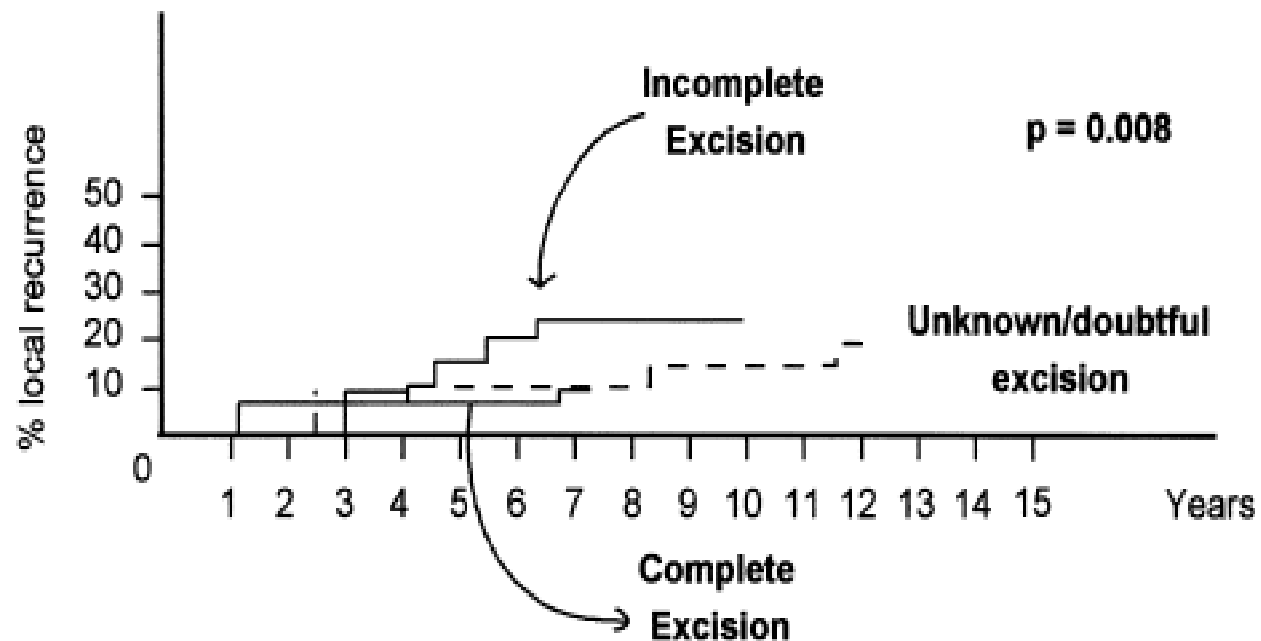 Incomplete
Excision
p = 0.008
% local recurrence
50
40
30
20
10
0
Unknown/doubtful
excision
1 2 3 4 5 6 7 8 9 10 11 12 13 14 15 Years
Complete
Excision